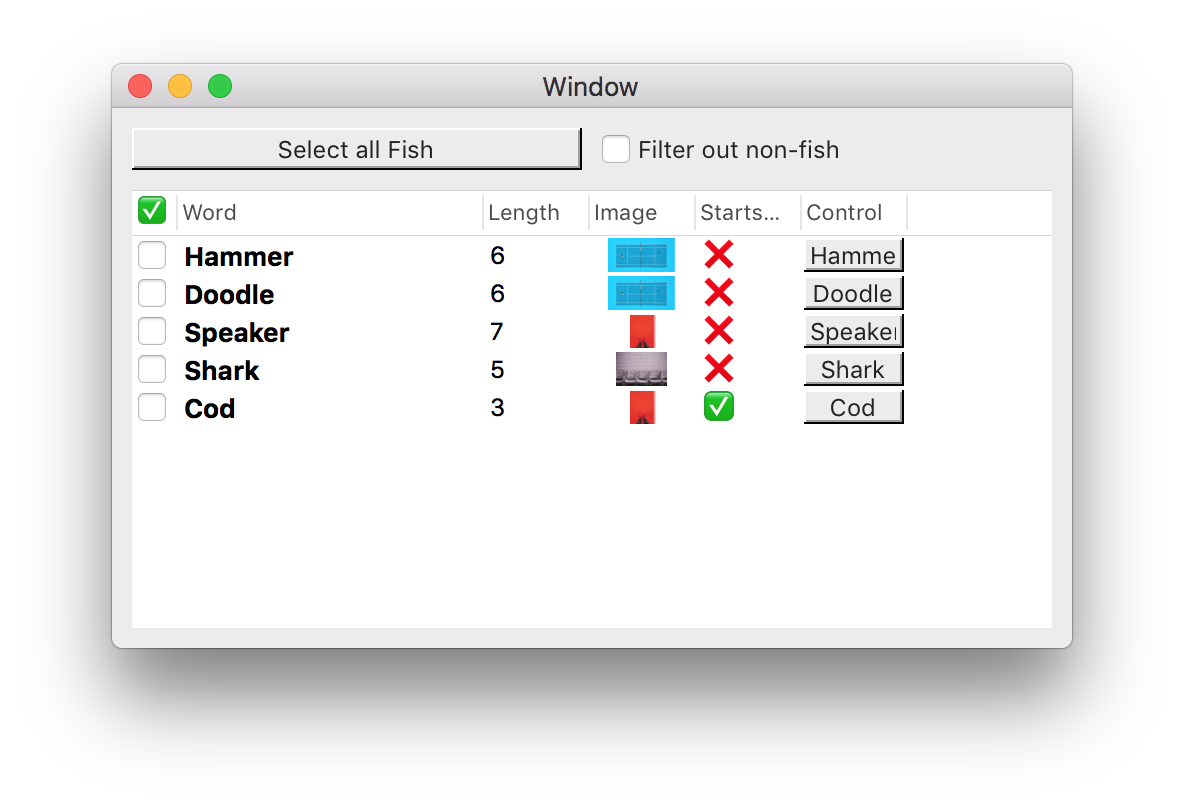 Window
Select all Fish Filter out non-fish
Word Length Image Starts... Control
Hammer 6 Hamme
Doodle 6 Doodle
Speaker 7 Speaker
Shark 5 Shark
Cod 3 Cod